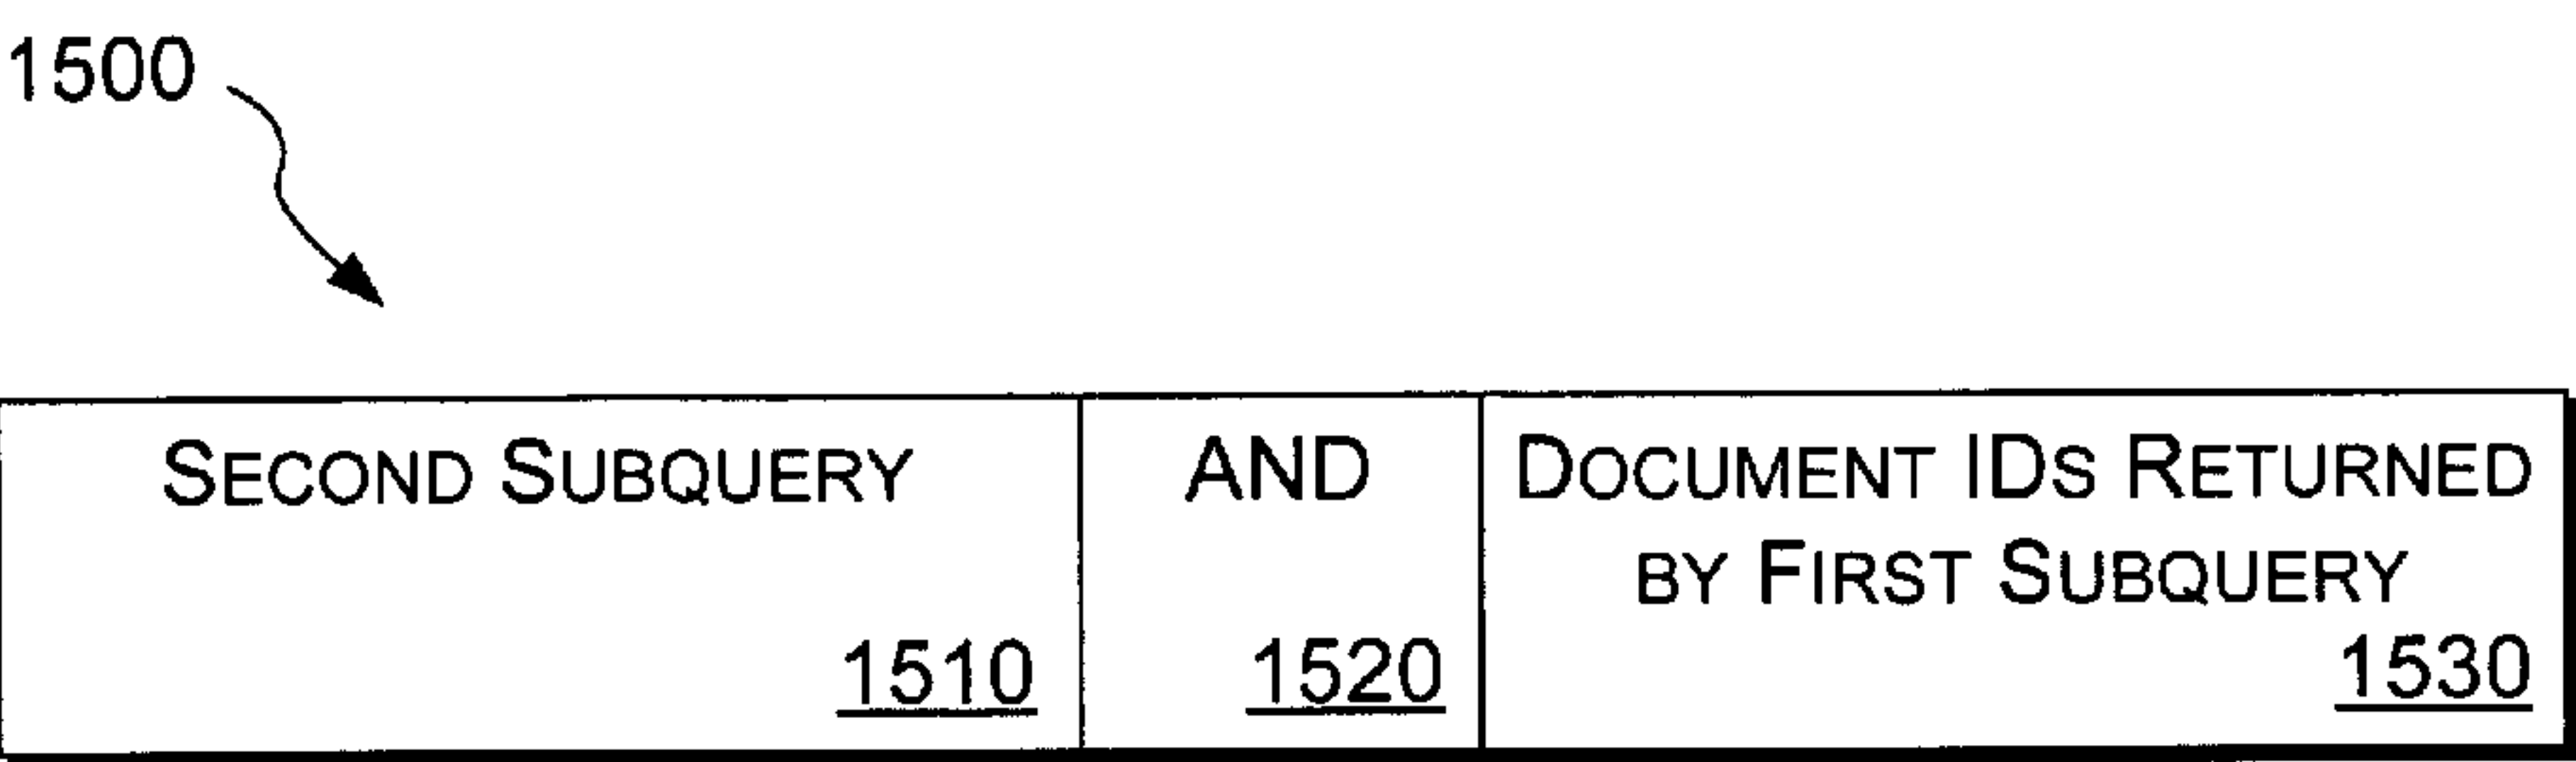 1500
SECOND SUBQUERY
1510
AND
1520
DOCUMENT IDS RETURNED
BY FIRST SUBQUERY
1530